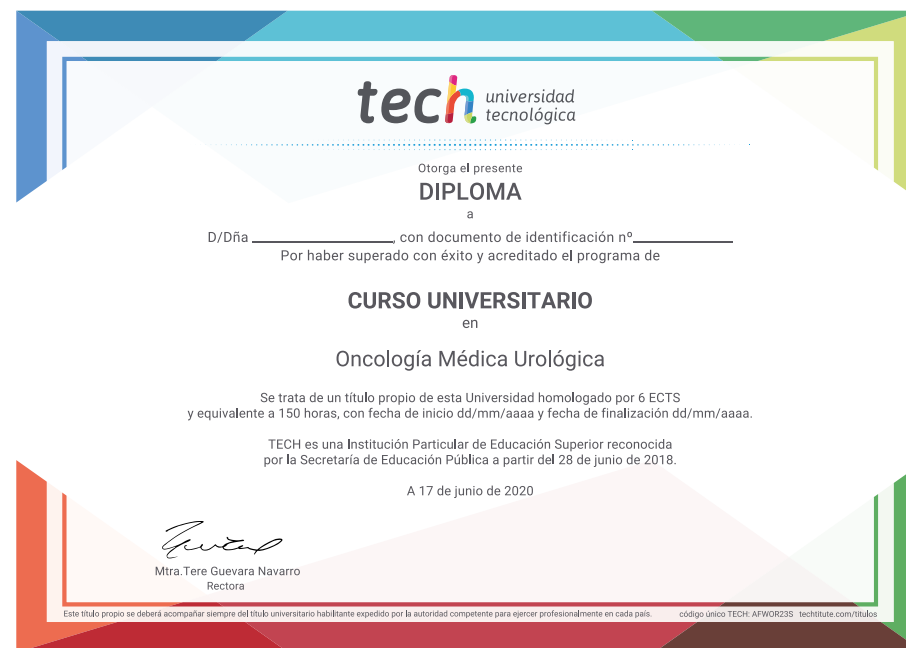 tech universidad
tecnológica
Otorga el presente
DIPLOMA
a
D/Dña ______________, con documento de identificación nº__________
Por haber superado con éxito y acreditado el programa de
CURSO UNIVERSITARIO
en
Oncología Médica Urológica
Se trata de un título propio de esta Universidad homologado por 6 ECTS
y equivalente a 150 horas, con fecha de inicio dd/mm/aaaa y fecha de finalización dd/mm/aaaa.
TECH es una Institución Particular de Educación Superior reconocida
por la Secretaría de Educación Pública a partir del 28 de junio de 2018.
A 17 de junio de 2020
Mtra.Tere Guevara Navarro
Rectora
Este título propio se deberá acompañar siempre del título universitario habilitante expedido por la autoridad competente para ejercer profesionalmente en cada país. código único TECH: AFWOR23S techtitute.com/titulos